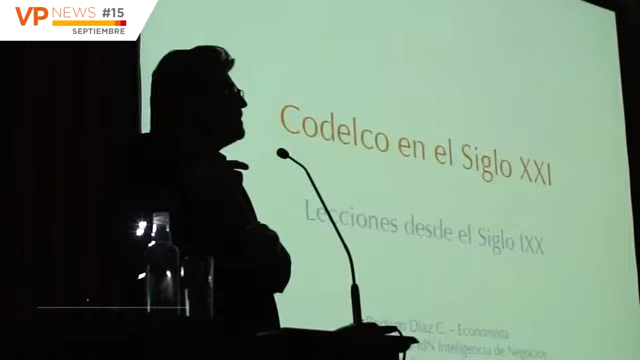 VP NEWS #15
SEPTIEMBRE
Codelco en el Siglo XXI
Lecciones desde el Siglo IXX
Díaz C. – Economista
Inteligencia de Negocios